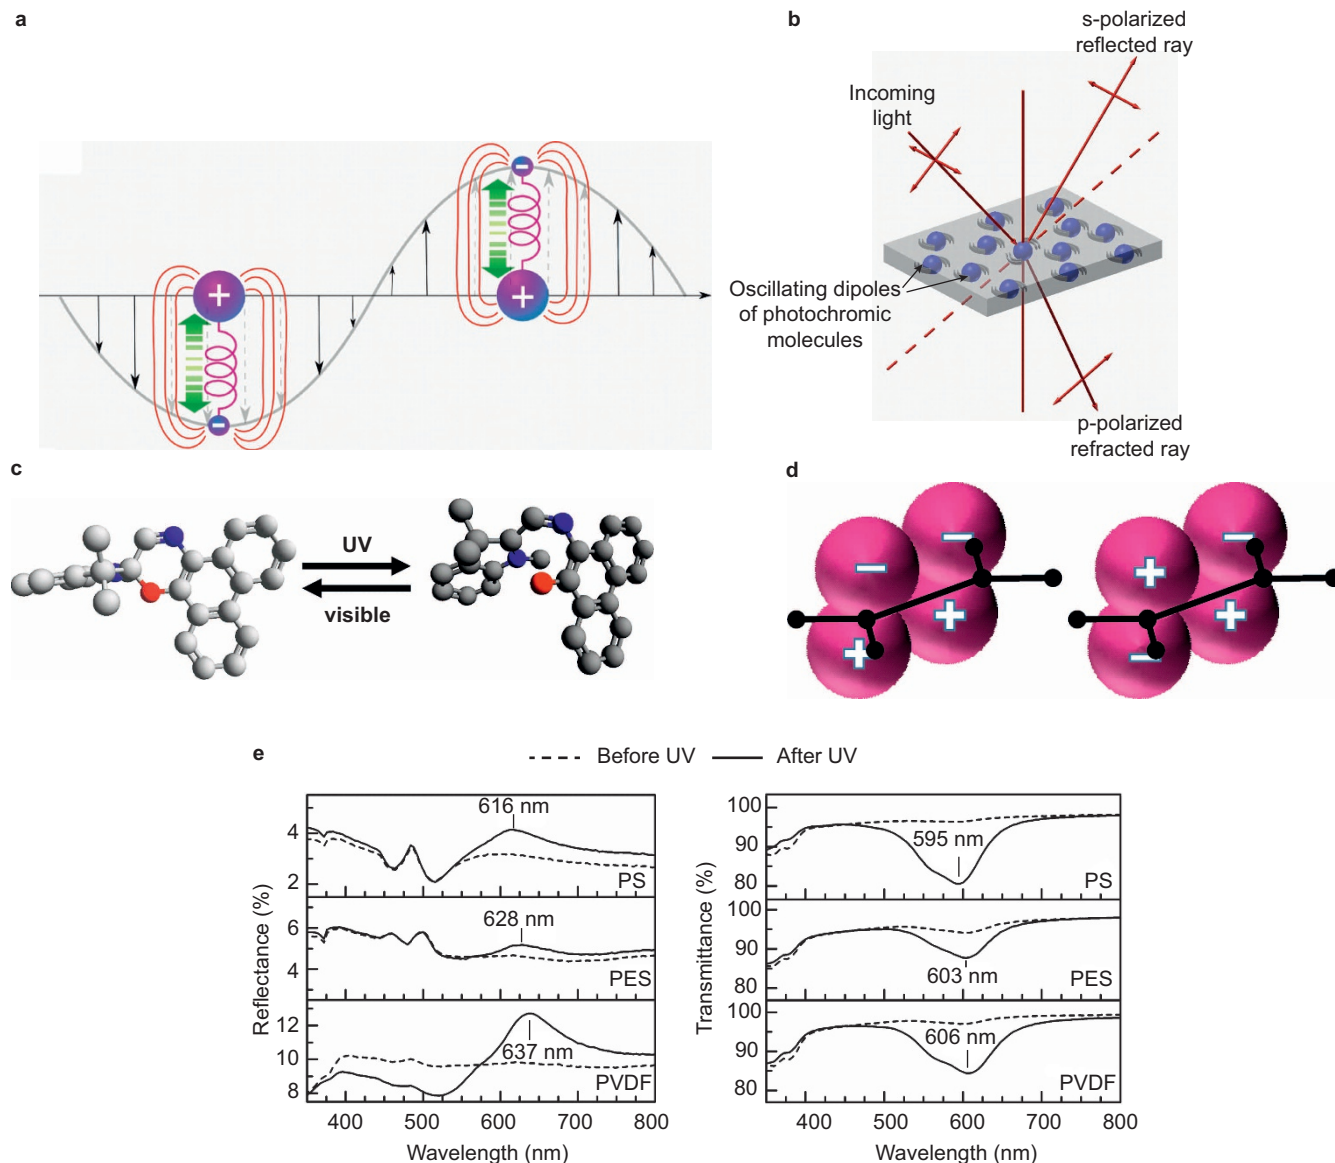 a
+
−
−
+
b
s-polarized
reflected ray
Incoming
light
Oscillating dipoles
of photochromic
molecules
p-polarized
refracted ray
c
UV
visible
d
− −
+ +
+ −
− +
e
Before UV After UV
Reflectance (%)
4
2
616 nm
PS
6
4
628 nm
PES
12
10
8
637 nm
PVDF
400 500 600 700 800
Wavelength (nm)
Transmittance (%)
100
90
80
595 nm
PS
100
90
80
603 nm
PES
100
90
80
606 nm
PVDF
400 500 600 700 800
Wavelength (nm)